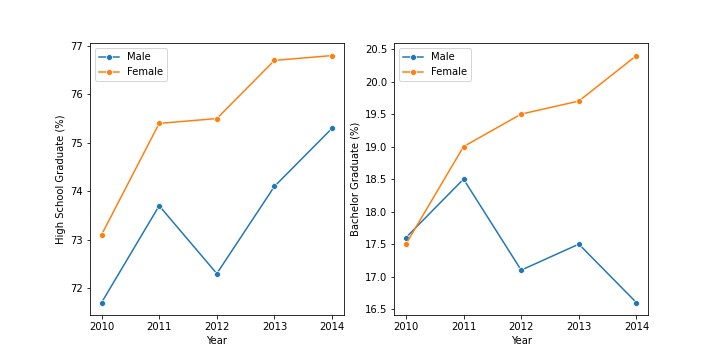 Male
Female
77
76
75
74
73
72
High School Graduate (%)
2010 2011 2012 2013 2014
Year
Male
Female
20.5
20.0
19.5
19.0
18.5
18.0
17.5
17.0
16.5
Bachelor Graduate (%)
2010 2011 2012 2013 2014
Year